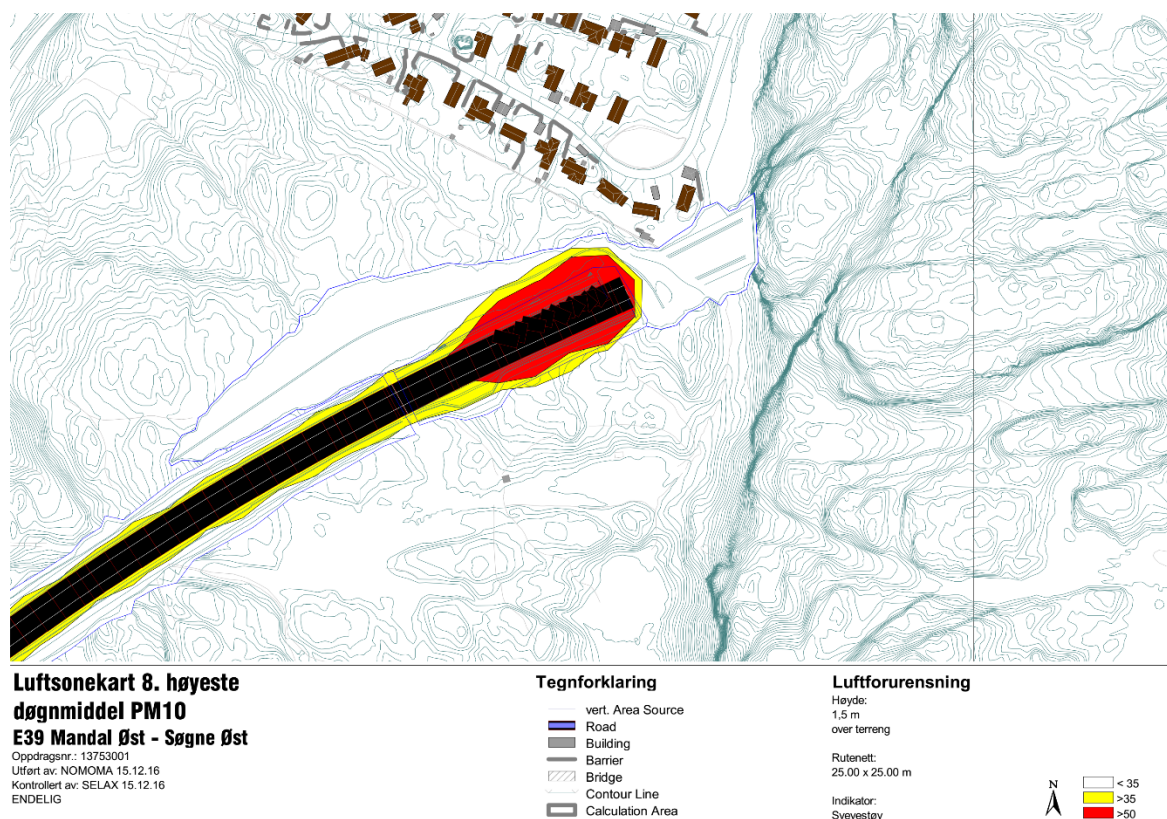 Luftsonekart 8. høyeste
døgnmiddel PM10
E39 Mandal Øst - Søgne Øst
Oppdragsnr.: 13753001
Utført av: NOMOMA 15.12.16
Kontrollert av: SELAX 15.12.16
ENDELIG
Tegnforklaring
vert. Area Source
Road
Building
Barrier
Bridge
Contour Line
Calculation Area
Luftforurensning
Høyde:
1,5 m
over terreng
Rutenett:
25.00 x 25.00 m
Indikator:
Svevestøv
N
< 35
>35
>50